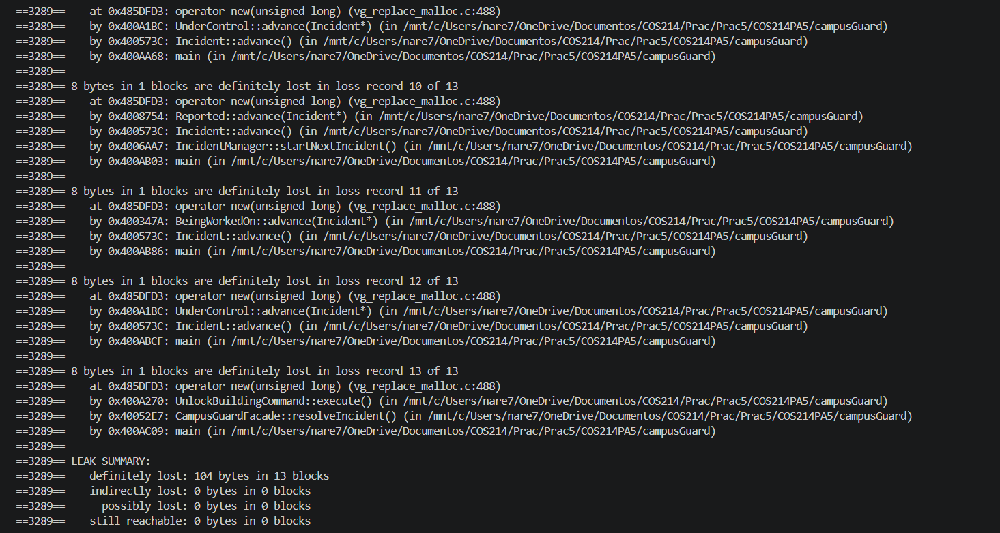 ==3289==    at 0x485DFD3: operator new(unsigned long) (vg_replace_malloc.c:488)
==3289==    by 0x400A1BC: UnderControl::advance(Incident*) (in /mnt/c/Users/nare7/OneDrive/Documentos/COS214/Prac/Prac5/COS214PA5/campusGuard)
==3289==    by 0x400573C: Incident::advance() (in /mnt/c/Users/nare7/OneDrive/Documentos/COS214/Prac/Prac5/COS214PA5/campusGuard)
==3289==    by 0x400AA68: main (in /mnt/c/Users/nare7/OneDrive/Documentos/COS214/Prac/Prac5/COS214PA5/campusGuard)
==3289==
==3289== 8 bytes in 1 blocks are definitely lost in loss record 10 of 13
==3289==    at 0x485DFD3: operator new(unsigned long) (vg_replace_malloc.c:488)
==3289==    by 0x4008754: Reported::advance(Incident*) (in /mnt/c/Users/nare7/OneDrive/Documentos/COS214/Prac/Prac5/COS214PA5/campusGuard)
==3289==    by 0x400573C: Incident::advance() (in /mnt/c/Users/nare7/OneDrive/Documentos/COS214/Prac/Prac5/COS214PA5/campusGuard)
==3289==    by 0x4006AA7: IncidentManager::startNextIncident() (in /mnt/c/Users/nare7/OneDrive/Documentos/COS214/Prac/Prac5/COS214PA5/campusGuard)
==3289==    by 0x400AB03: main (in /mnt/c/Users/nare7/OneDrive/Documentos/COS214/Prac/Prac5/COS214PA5/campusGuard)
==3289==
==3289== 8 bytes in 1 blocks are definitely lost in loss record 11 of 13
==3289==    at 0x485DFD3: operator new(unsigned long) (vg_replace_malloc.c:488)
==3289==    by 0x400347A: BeingWorkedOn::advance(Incident*) (in /mnt/c/Users/nare7/OneDrive/Documentos/COS214/Prac/Prac5/COS214PA5/campusGuard)
==3289==    by 0x400573C: Incident::advance() (in /mnt/c/Users/nare7/OneDrive/Documentos/COS214/Prac/Prac5/COS214PA5/campusGuard)
==3289==    by 0x400AB86: main (in /mnt/c/Users/nare7/OneDrive/Documentos/COS214/Prac/Prac5/COS214PA5/campusGuard)
==3289==
==3289== 8 bytes in 1 blocks are definitely lost in loss record 12 of 13
==3289==    at 0x485DFD3: operator new(unsigned long) (vg_replace_malloc.c:488)
==3289==    by 0x400A1BC: UnderControl::advance(Incident*) (in /mnt/c/Users/nare7/OneDrive/Documentos/COS214/Prac/Prac5/COS214PA5/campusGuard)
==3289==    by 0x400573C: Incident::advance() (in /mnt/c/Users/nare7/OneDrive/Documentos/COS214/Prac/Prac5/COS214PA5/campusGuard)
==3289==    by 0x400ABCF: main (in /mnt/c/Users/nare7/OneDrive/Documentos/COS214/Prac/Prac5/COS214PA5/campusGuard)
==3289==
==3289== 8 bytes in 1 blocks are definitely lost in loss record 13 of 13
==3289==    at 0x485DFD3: operator new(unsigned long) (vg_replace_malloc.c:488)
==3289==    by 0x400A270: UnlockBuildingCommand::execute() (in /mnt/c/Users/nare7/OneDrive/Documentos/COS214/Prac/Prac5/COS214PA5/campusGuard)
==3289==    by 0x40052E7: CampusGuardFacade::resolveIncident() (in /mnt/c/Users/nare7/OneDrive/Documentos/COS214/Prac/Prac5/COS214PA5/campusGuard)
==3289==    by 0x400AC09: main (in /mnt/c/Users/nare7/OneDrive/Documentos/COS214/Prac/Prac5/COS214PA5/campusGuard)
==3289==
==3289== LEAK SUMMARY:
==3289==    definitely lost: 104 bytes in 13 blocks
==3289==    indirectly lost: 0 bytes in 0 blocks
==3289==      possibly lost: 0 bytes in 0 blocks
==3289==    still reachable: 0 bytes in 0 blocks